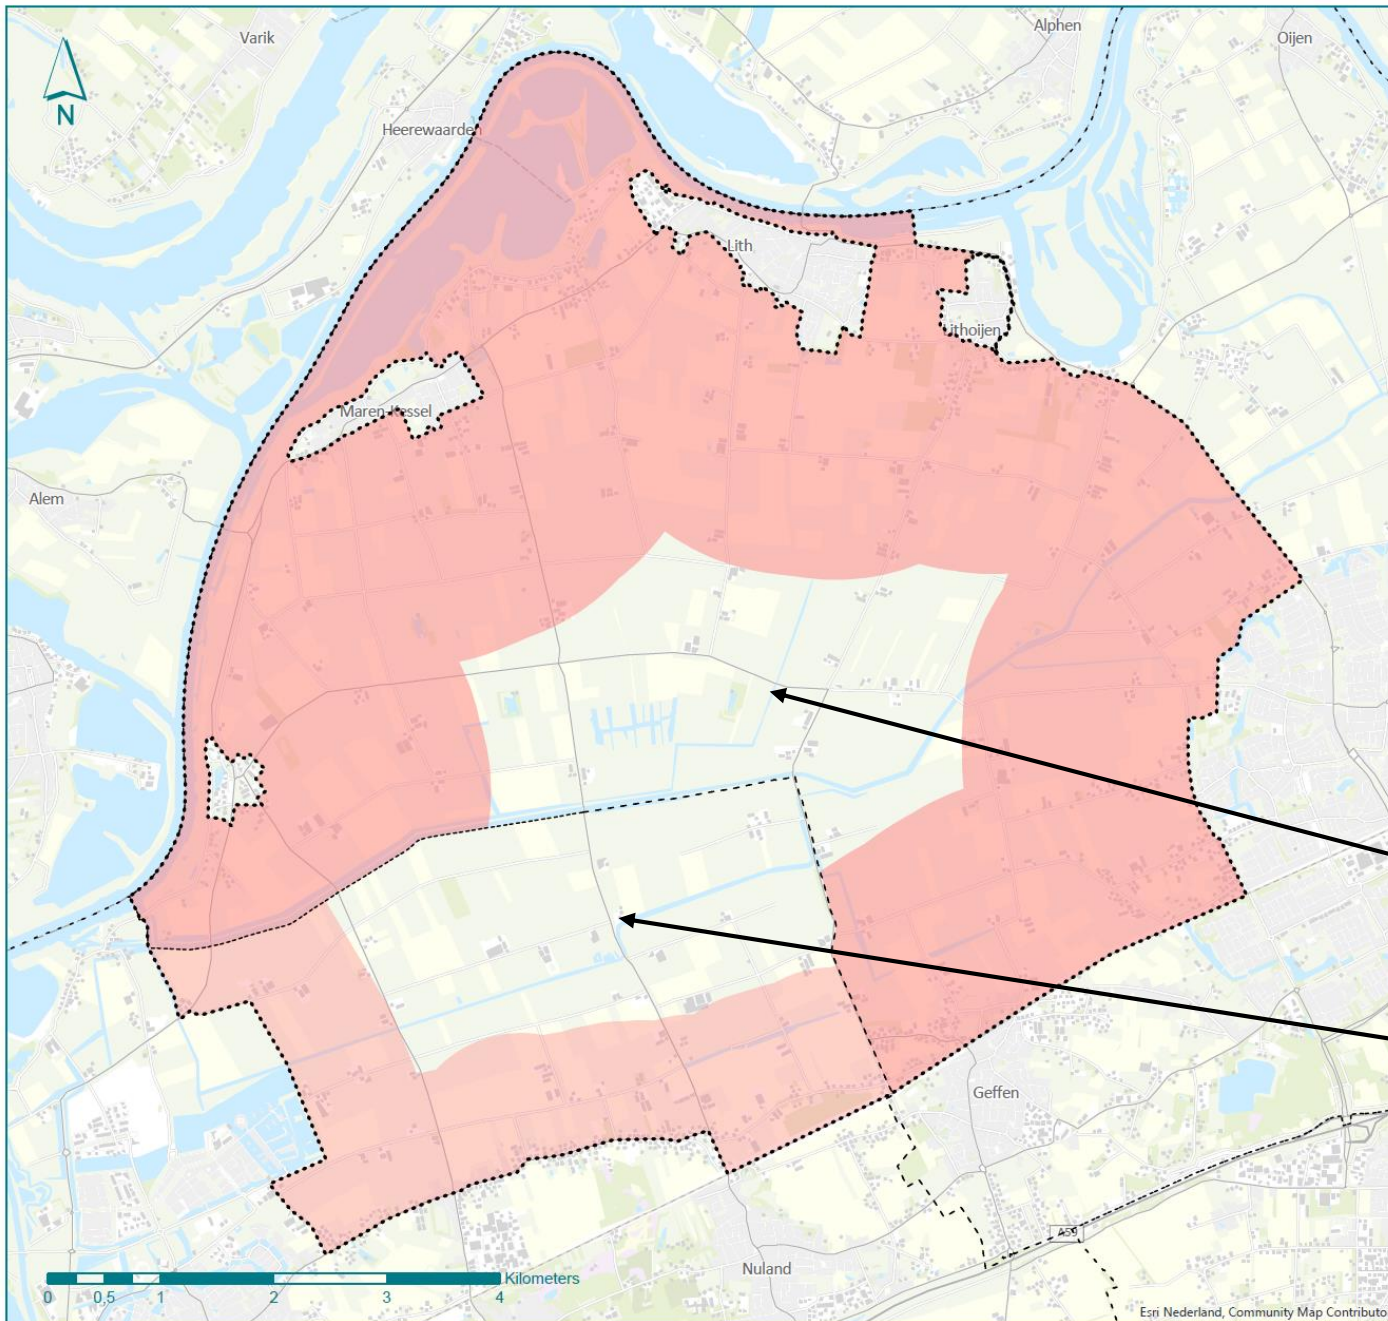 Varik
Alphen
Oijen
N
Heerewaarden
Lith
Lithoijen
Maren-Kessel
Alem
Geffen
A59
Nuland
Kilometers
0 0,5 1 2 3 4
Esri Nederland, Community Map Contributo